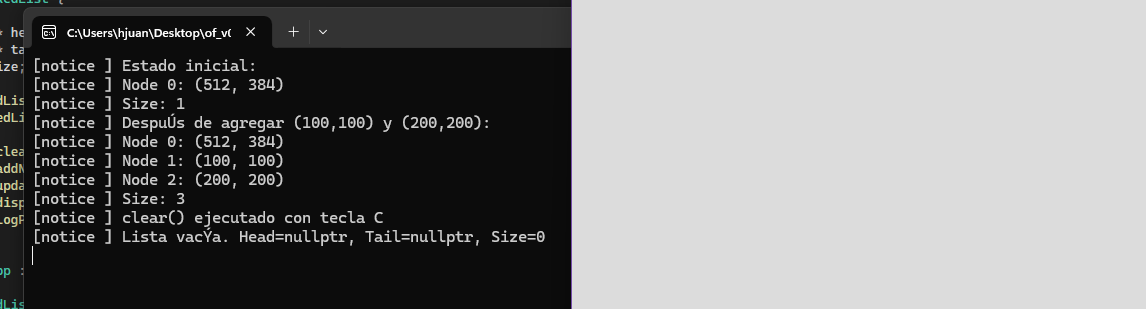 C:\Users\hjuan\Desktop\of_v(
[notice ] Estado inicial:
[notice ] Node 0: (512, 384)
[notice ] Size: 1
[notice ] DespuÚs de agregar (100,100) y (200,200):
[notice ] Node 0: (512, 384)
[notice ] Node 1: (100, 100)
[notice ] Node 2: (200, 200)
[notice ] Size: 3
[notice ] clear() ejecutado con tecla C
[notice ] Lista vacÝa. Head=nullptr, Tail=nullptr, Size=0